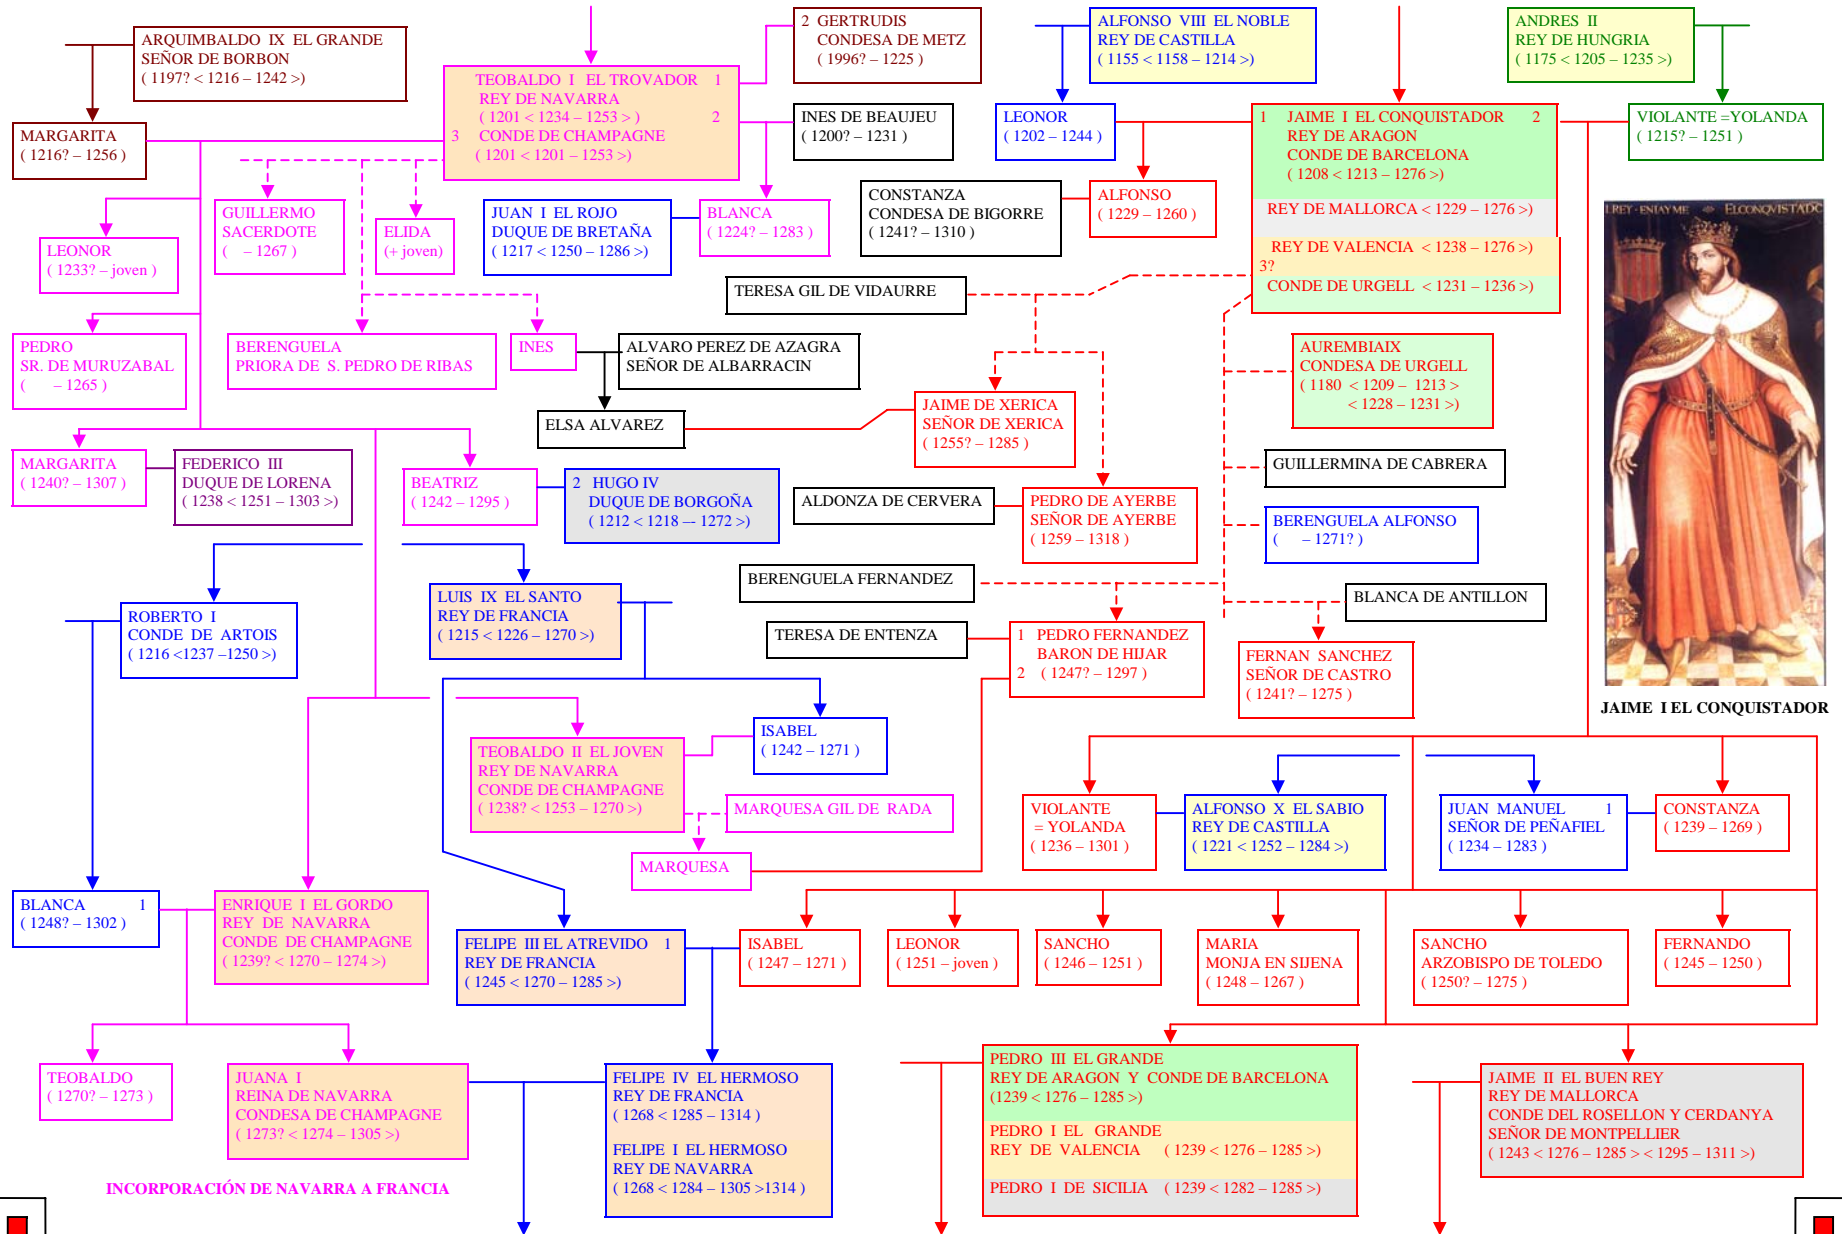 ARQUIMBALDO IX EL GRANDE
SEÑOR DE BORBON
( 1197? < 1216 – 1242 >)
TEOBALDO I EL TROVADOR 1
REY DE NAVARRA
( 1201 < 1234 – 1253 > ) 2
3 CONDE DE CHAMPAGNE
( 1201 < 1201 – 1253 >)
2 GERTRUDIS
CONDESA DE METZ
( 1996? – 1225 )
ALFONSO VIII EL NOBLE
REY DE CASTILLA
( 1155 < 1158 – 1214 >)
ANDRES II
REY DE HUNGRIA
( 1175 < 1205 – 1235 >)
MARGARITA
( 1216? – 1256 )
INES DE BEAUJEU
( 1200? – 1231 )
LEONOR
( 1202 – 1244 )
1 JAIME I EL CONQUISTADOR 2
REY DE ARAGON
CONDE DE BARCELONA
( 1208 < 1213 – 1276 >)
REY DE MALLORCA < 1229 – 1276 >)
REY DE VALENCIA < 1238 – 1276 >)
3?
CONDE DE URGELL < 1231 – 1236 >)
VIOLANTE =YOLANDA
( 1215? – 1251 )
LEONOR
( 1233? – joven )
GUILLERMO
SACERDOTE
( – 1267 )
ELIDA
(+ joven)
JUAN I EL ROJO
DUQUE DE BRETAÑA
( 1217 < 1250 – 1286 >)
BLANCA
( 1224? – 1283 )
CONSTANZA
CONDESA DE BIGORRE
( 1241? – 1310 )
ALFONSO
( 1229 – 1260 )
TERESA GIL DE VIDAURRE
PEDRO
SR. DE MURUZABAL
( – 1265 )
BERENGUELA
PRIORA DE S. PEDRO DE RIBAS
INES
ALVARO PEREZ DE AZAGRA
SEÑOR DE ALBARRACIN
AUREMBIAIX
CONDESA DE URGELL
( 1180 < 1209 – 1213 >
< 1228 – 1231 >)
ELSA ALVAREZ
JAIME DE XERICA
SEÑOR DE XERICA
( 1255? – 1285 )
MARGARITA
( 1240? – 1307 )
FEDERICO III
DUQUE DE LORENA
( 1238 < 1251 – 1303 >)
BEATRIZ
( 1242 – 1295 )
2 HUGO IV
DUQUE DE BORGOÑA
( 1212 < 1218 –- 1272 >)
ALDONZA DE CERVERA
PEDRO DE AYERBE
SEÑOR DE AYERBE
( 1259 – 1318 )
GUILLERMINA DE CABRERA
BERENGUELA ALFONSO
( – 1271? )
BERENGUELA FERNANDEZ
BLANCA DE ANTILLON
ROBERTO I
CONDE DE ARTOIS
( 1216 <1237 –1250 >)
LUIS IX EL SANTO
REY DE FRANCIA
( 1215 < 1226 – 1270 >)
TERESA DE ENTENZA
1 PEDRO FERNANDEZ
BARON DE HIJAR
2 ( 1247? – 1297 )
FERNAN SANCHEZ
SEÑOR DE CASTRO
( 1241? – 1275 )
I REY · ENIAYME ELCONQVISTADC
JAIME I EL CONQUISTADOR
ISABEL
( 1242 – 1271 )
TEOBALDO II EL JOVEN
REY DE NAVARRA
CONDE DE CHAMPAGNE
( 1238? < 1253 – 1270 >)
MARQUESA GIL DE RADA
MARQUESA
VIOLANTE
= YOLANDA
( 1236 – 1301 )
ALFONSO X EL SABIO
REY DE CASTILLA
( 1221 < 1252 – 1284 >)
JUAN MANUEL 1
SEÑOR DE PEÑAFIEL
( 1234 – 1283 )
CONSTANZA
( 1239 – 1269 )
BLANCA 1
( 1248? – 1302 )
ENRIQUE I EL GORDO
REY DE NAVARRA
CONDE DE CHAMPAGNE
( 1239? < 1270 – 1274 >)
FELIPE III EL ATREVIDO 1
REY DE FRANCIA
( 1245 < 1270 – 1285 >)
ISABEL
( 1247 – 1271 )
LEONOR
( 1251 – joven )
SANCHO
( 1246 – 1251 )
MARIA
MONJA EN SIJENA
( 1248 – 1267 )
SANCHO
ARZOBISPO DE TOLEDO
( 1250? – 1275 )
FERNANDO
( 1245 – 1250 )
TEOBALDO
( 1270? – 1273 )
JUANA I
REINA DE NAVARRA
CONDESA DE CHAMPAGNE
( 1273? < 1274 – 1305 >)
FELIPE IV EL HERMOSO
REY DE FRANCIA
( 1268 < 1285 – 1314 )
FELIPE I EL HERMOSO
REY DE NAVARRA
( 1268 < 1284 – 1305 >1314 )
PEDRO III EL GRANDE
REY DE ARAGON Y CONDE DE BARCELONA
(1239 < 1276 – 1285 >)
PEDRO I EL GRANDE
REY DE VALENCIA ( 1239 < 1276 – 1285 >)
PEDRO I DE SICILIA ( 1239 < 1282 – 1285 >)
JAIME II EL BUEN REY
REY DE MALLORCA
CONDE DEL ROSELLON Y CERDANYA
SEÑOR DE MONTPELLIER
( 1243 < 1276 – 1285 > < 1295 – 1311 >)
INCORPORACIÓN DE NAVARRA A FRANCIA